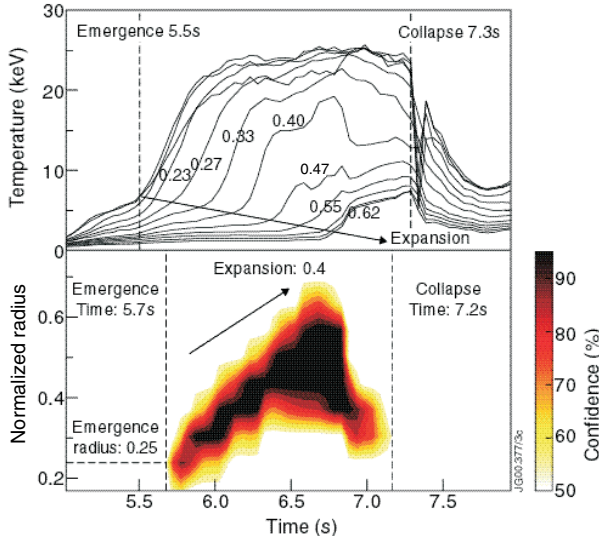 30
20
10
0
Temperature (keV)
Emergence 5.5s
Collapse 7.3s
0.23
0.27
0.33
0.40
0.47
0.55
0.62
Expansion
Normalized radius
0.6
0.4
0.2
Emergence
Time: 5.7s
Expansion: 0.4
Collapse
Time: 7.2s
Emergence
radius: 0.25
5.5
6.0
6.5
7.0
7.5
Time (s)
JG00.377/3c
90
80
70
60
50
Confidence (%)